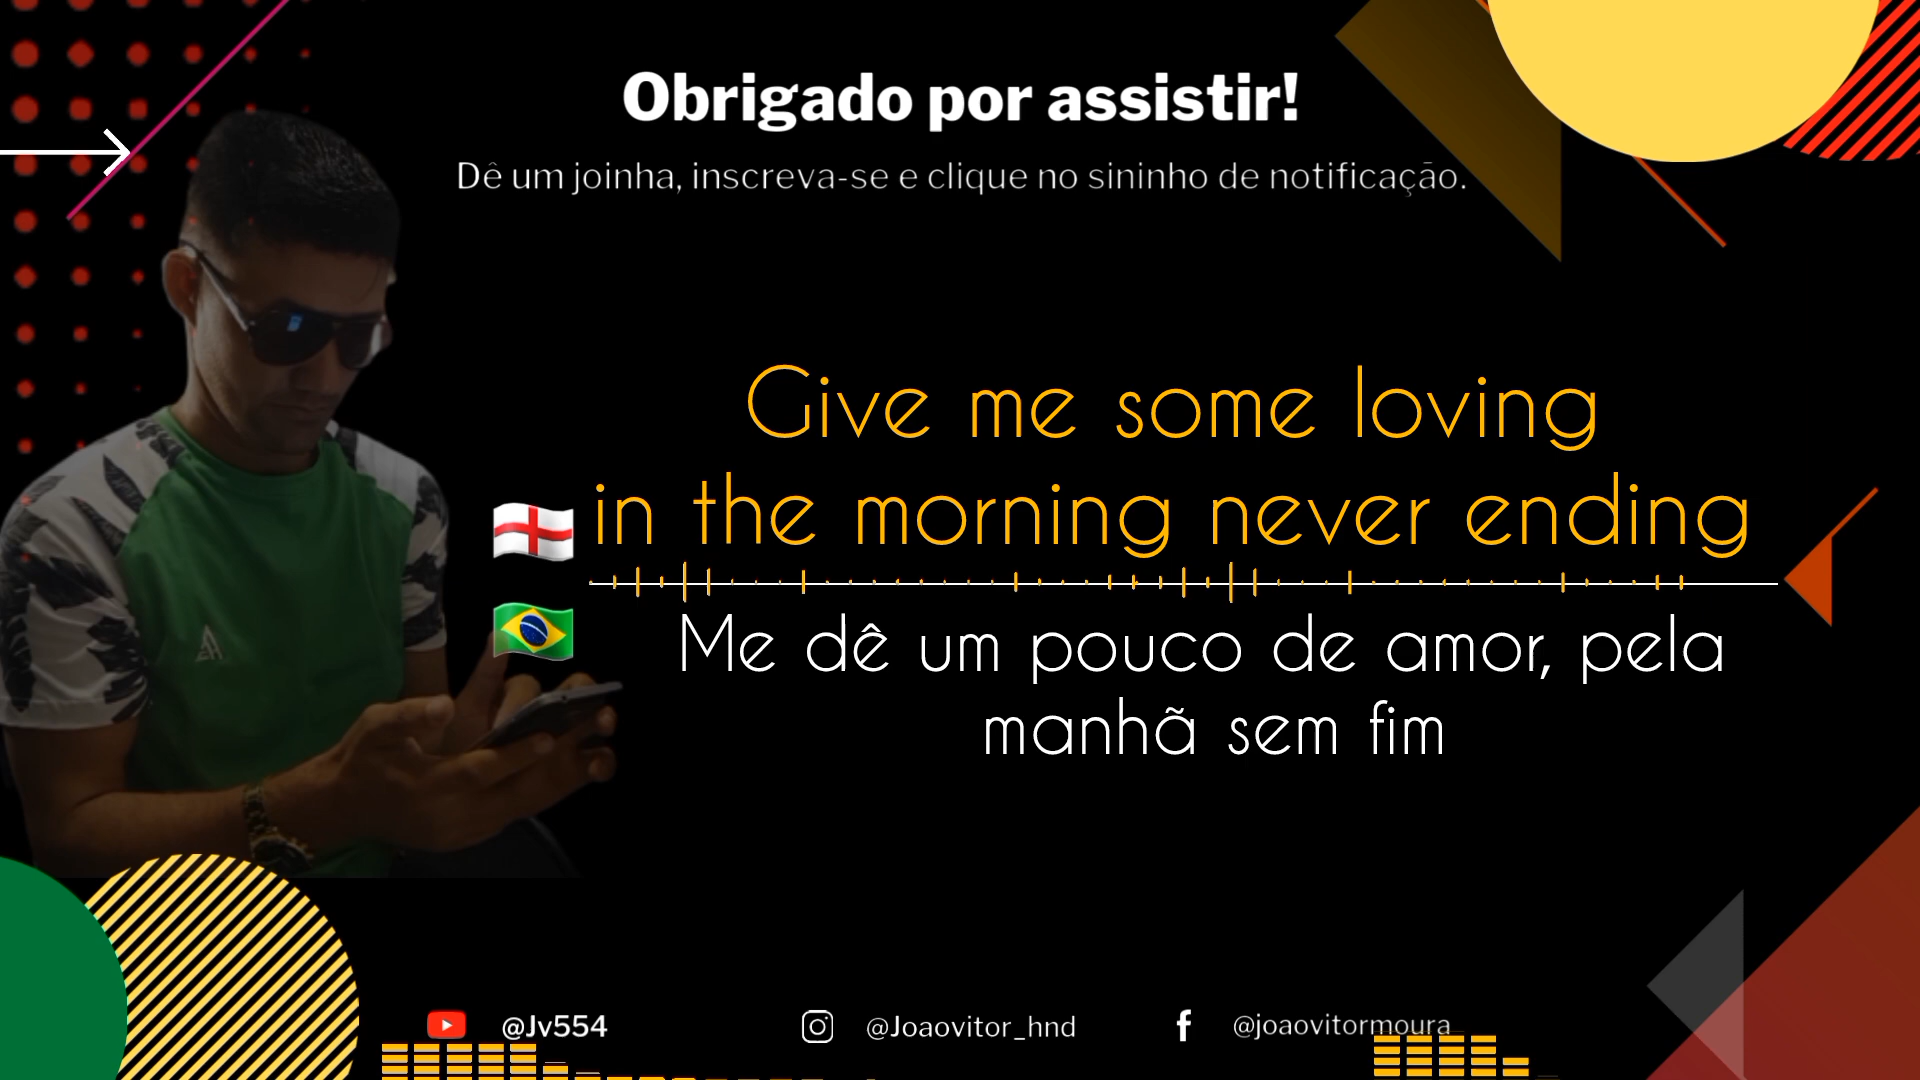 Obrigado por assistir!
Dê um joinha, inscreva-se e clique no sininho de notificação.
Give me some loving
in the morning never ending
Me dê um pouco de amor, pela
manhã sem fim
@Jv554
@Joaovitor_hnd
@joaovitormoura